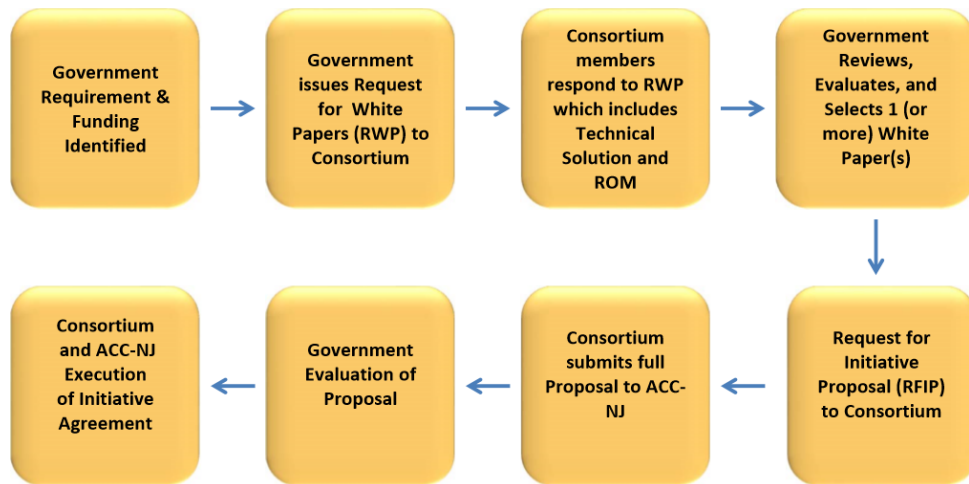 Government
Requirement &
Funding
Identified
Government
issues Request
for White
Papers (RWP) to
Consortium
Consortium
members
respond to RWP
which includes
Technical
Solution and
ROM
Government
Reviews,
Evaluates, and
Selects 1 (or
more) White
Paper(s)
Request for
Initiative
Proposal (RFIP)
to Consortium
Consortium
submits full
Proposal to ACC-
NJ
Government
Evaluation of
Proposal
Consortium
and ACC-NJ
Execution
of Initiative
Agreement